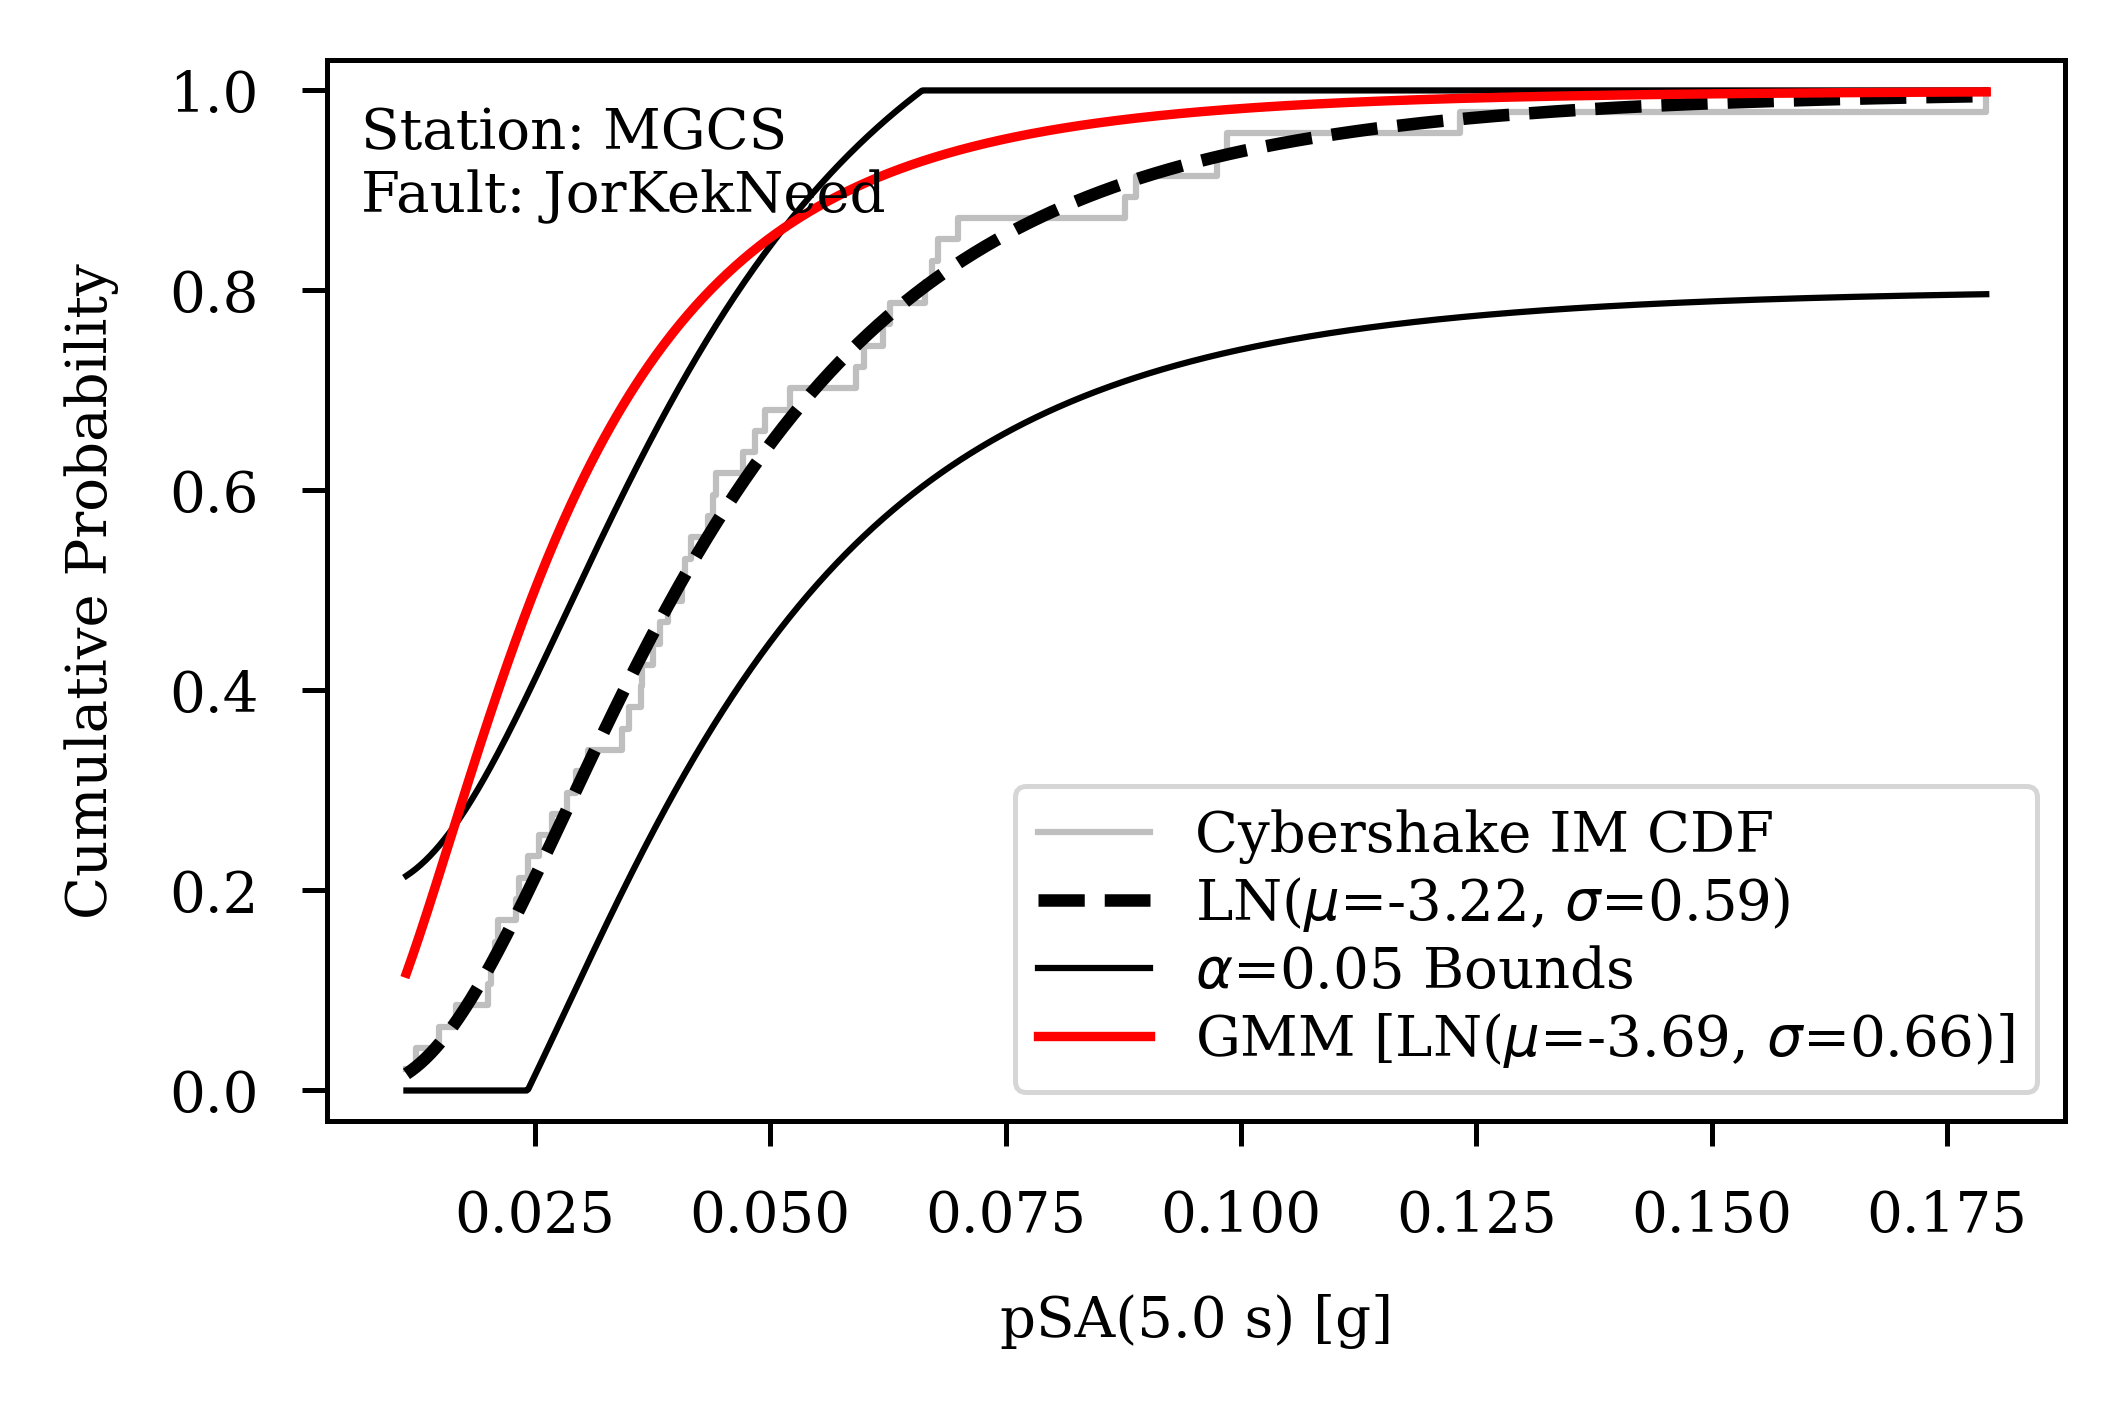 Station: MGCS
Fault: JorKekNeed
Cumulative Probability
1.0
0.8
0.6
0.4
0.2
0.0
Cybershake IM CDF
LN(μ=-3.22, σ=0.59)
α=0.05 Bounds
GMM [LN(μ=-3.69, σ=0.66)]
0.025 0.050 0.075 0.100 0.125 0.150 0.175
pSA(5.0 s) [g]